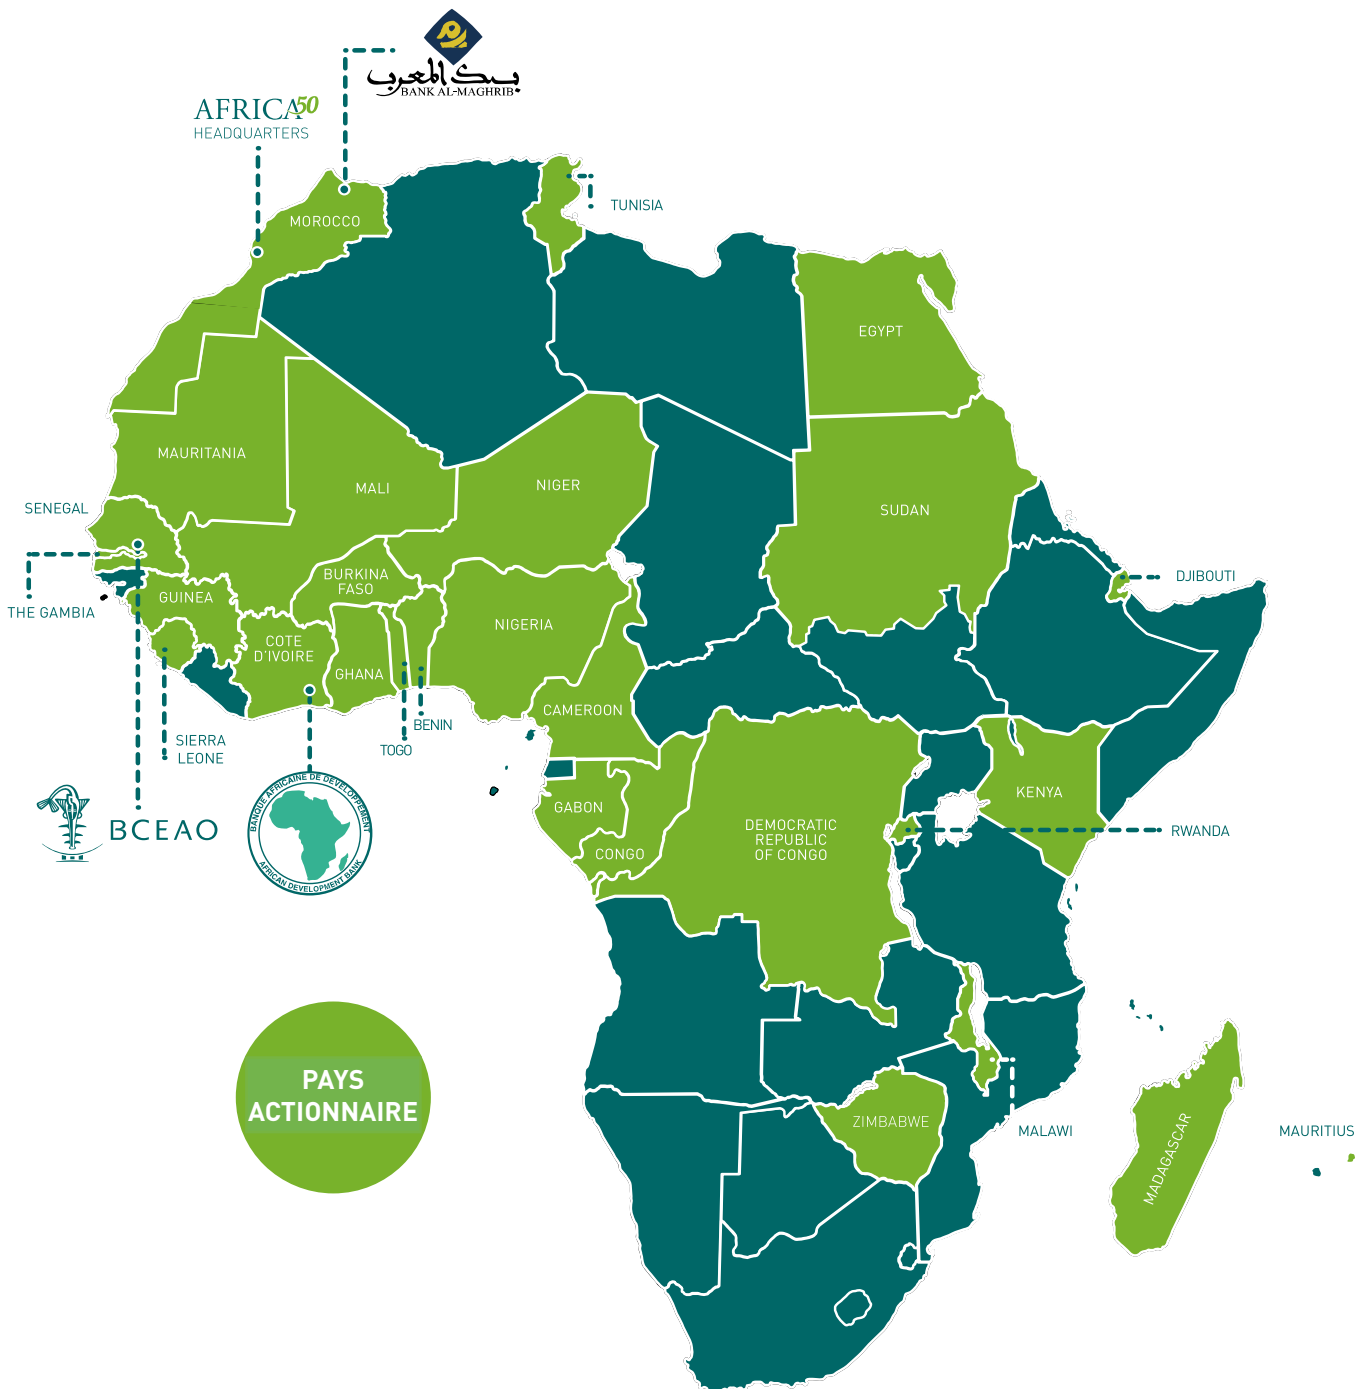 بنك المغرب
BANK AL-MAGHRIB
AFRICA50
HEADQUARTERS
MOROCCO
TUNISIA
EGYPT
MAURITANIA
MALI
NIGER
SENEGAL
SUDAN
BURKINA
FASO
DJIBOUTI
GUINEA
THE GAMBIA
NIGERIA
COTE
D'IVOIRE
GHANA
CAMEROON
BENIN
SIERRA
LEONE
TOGO
KENYA
GABON
BCEAO
BANQUE AFRICAINE DE DEVELOPPEMENT
AFRICAN DEVELOPMENT BANK
DEMOCRATIC
REPUBLIC
OF CONGO
RWANDA
CONGO
PAYS
ACTIONNAIRE
ZIMBABWE
MALAWI
MADAGASCAR
MAURITIUS